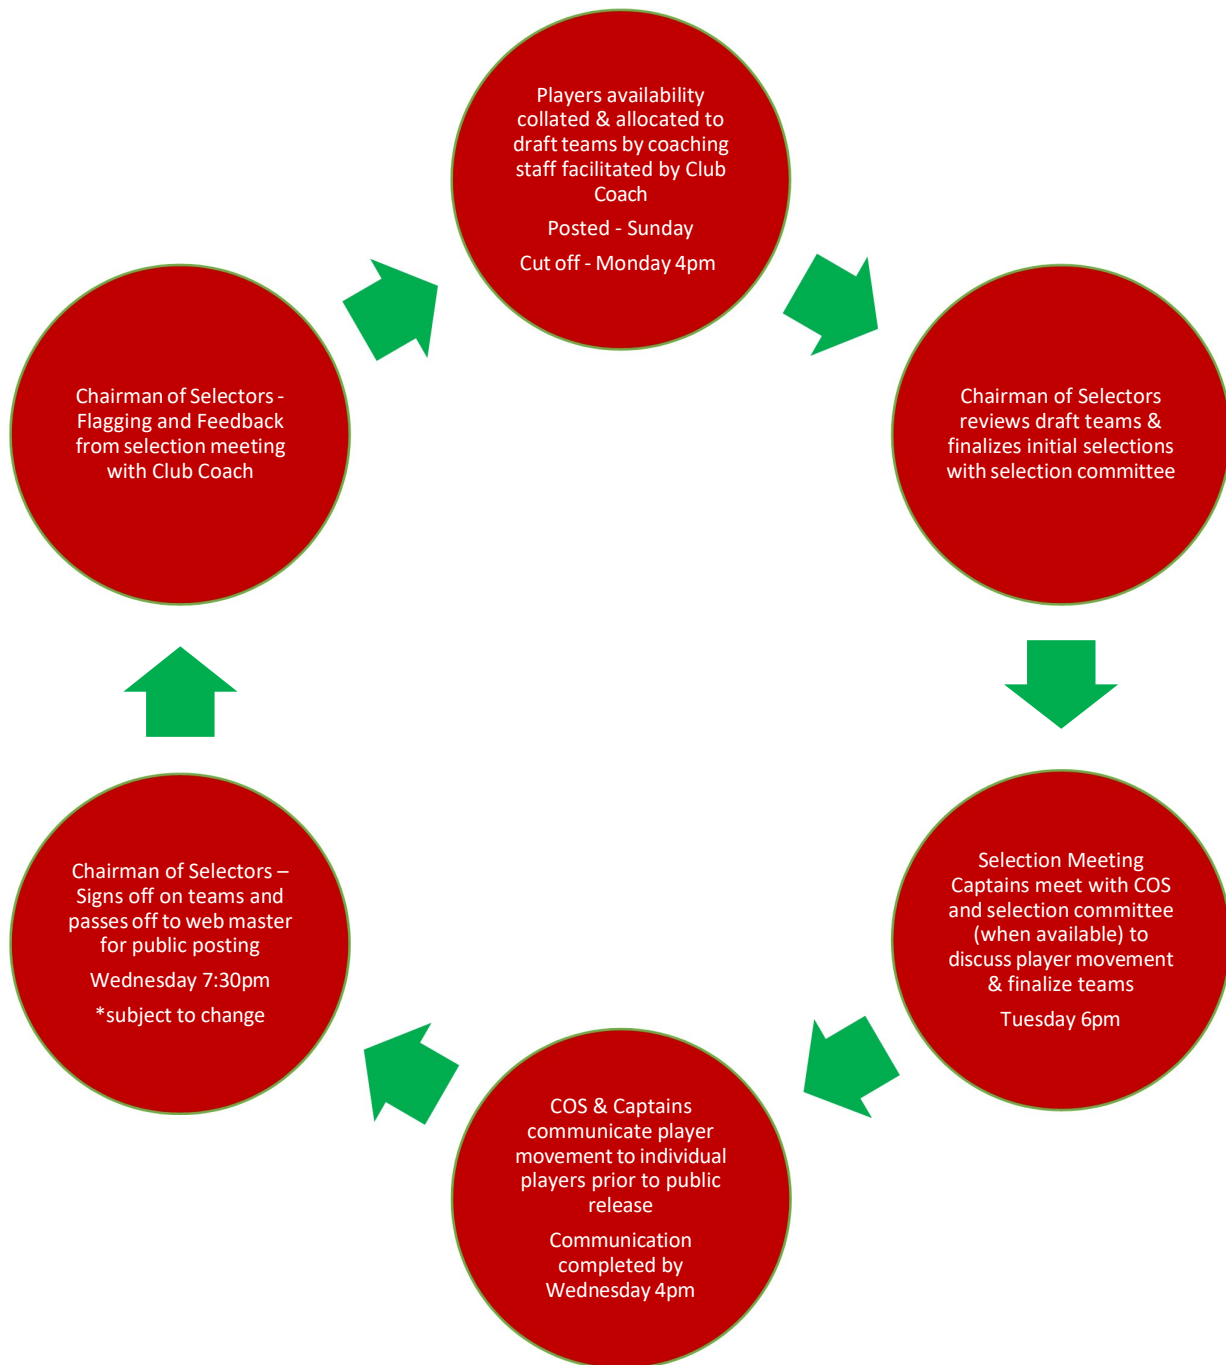 Players availability
collated & allocated to
draft teams by coaching
staff facilitated by Club
Coach
Posted - Sunday
Cut off - Monday 4pm
Chairman of Selectors
reviews draft teams &
finalizes initial selections
with selection committee
Selection Meeting
Captains meet with COS
and selection committee
(when available) to
discuss player movement
& finalize teams
Tuesday 6pm
COS & Captains
communicate player
movement to individual
players prior to public
release
Communication
completed by
Wednesday 4pm
Chairman of Selectors –
Signs off on teams and
passes off to web master
for public posting
Wednesday 7:30pm
*subject to change
Chairman of Selectors -
Flagging and Feedback
from selection meeting
with Club Coach